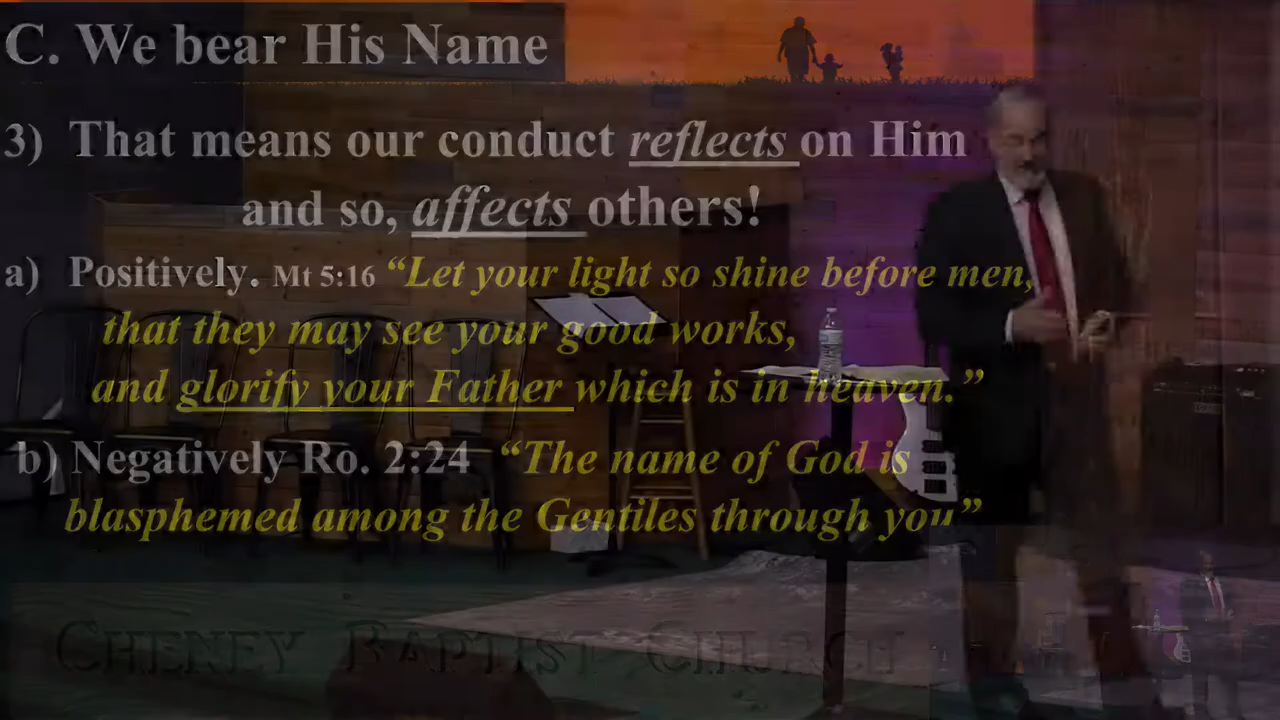 C. We bear His Name
3) That means our conduct reflects on Him
and so, affects others!
a) Positively. Mt 5:16 “Let your light so shine before men,
that they may see your good works,
and glorify your Father which is in heaven.”
b) Negatively Ro. 2:24 “The name of God is
blasphemed among the Gentiles through you”
CHENEY BAPTIST CHURCH